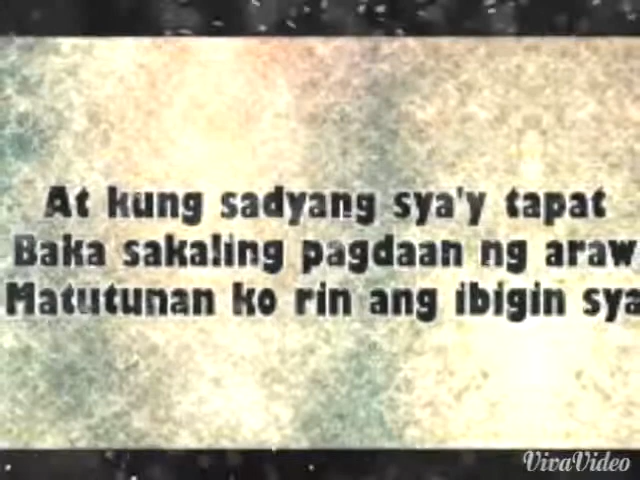 At kung sadyang sya'y tapat
Baka sakaling pagdaan ng araw
Matutunan ko rin ang ibigin sya
VivaVideo